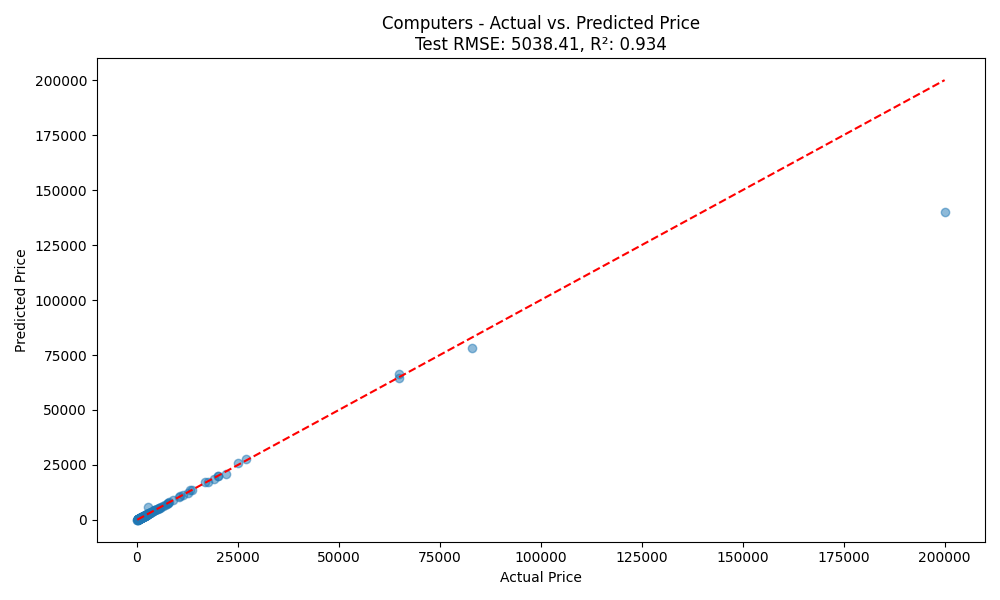 Computers - Actual vs. Predicted Price
Test RMSE: 5038.41, R²: 0.934
200000
175000
150000
125000
100000
75000
50000
25000
0
Predicted Price
0 25000 50000 75000 100000 125000 150000 175000 200000
Actual Price